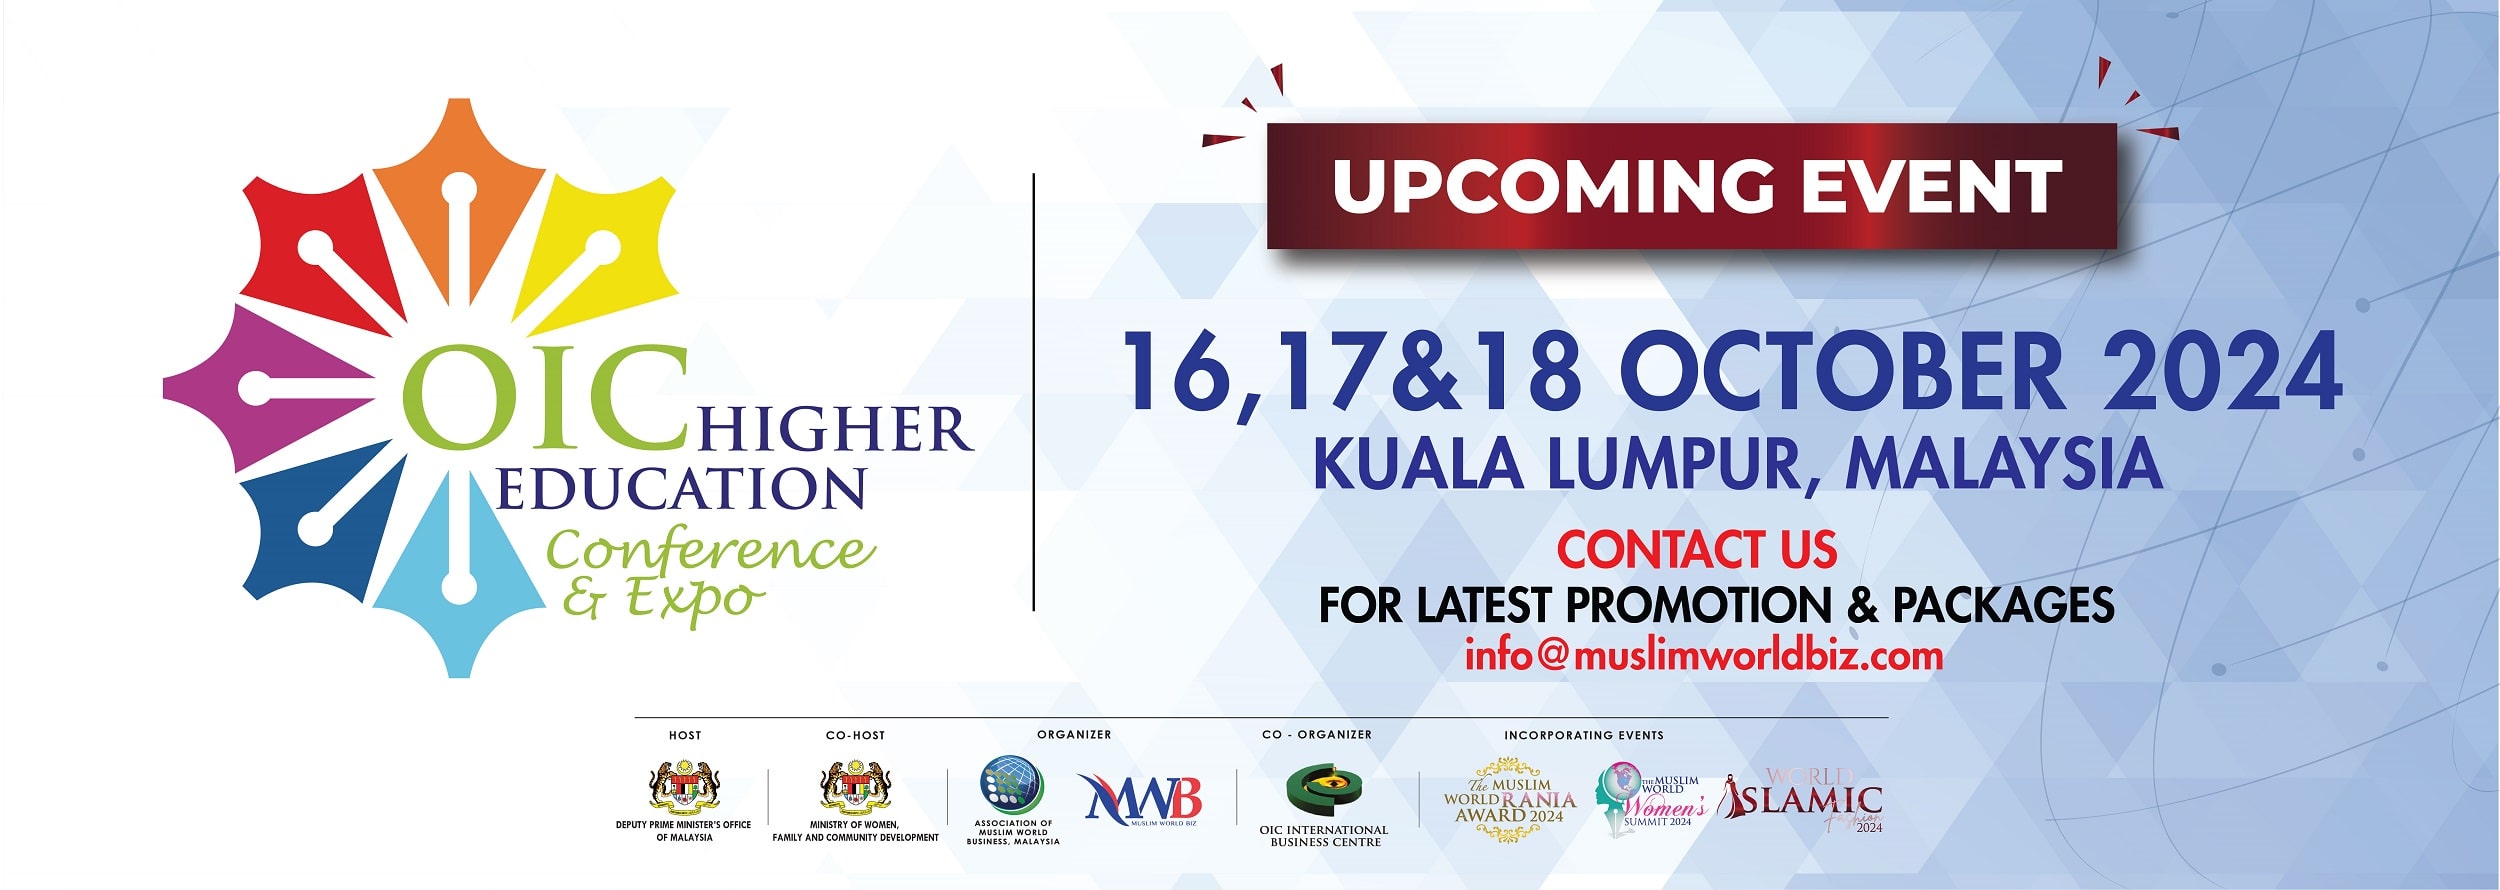 OIC HIGHER
EDUCATION
Conference
& Expo
UPCOMING EVENT
16,17&18 OCTOBER 2024
KUALA LUMPUR, MALAYSIA
CONTACT US
FOR LATEST PROMOTION & PACKAGES
info@muslimworldbiz.com
HOST
DEPUTY PRIME MINISTER'S OFFICE
OF MALAYSIA
CO-HOST
MINISTRY OF WOMEN,
FAMILY AND COMMUNITY DEVELOPMENT
ORGANIZER
ASSOCIATION OF
MUSLIM WORLD
BUSINESS, MALAYSIA
MWB
MUSLIM WORLD BIZ
CO - ORGANIZER
OIC INTERNATIONAL
BUSINESS CENTRE
INCORPORATING EVENTS
The MUSLIM
WORLD RANIA
AWARD 2024
THE MUSLIM
WORLD
Women's
SUMMIT 2024
WORLD
ISLAMIC
Fashion
2024